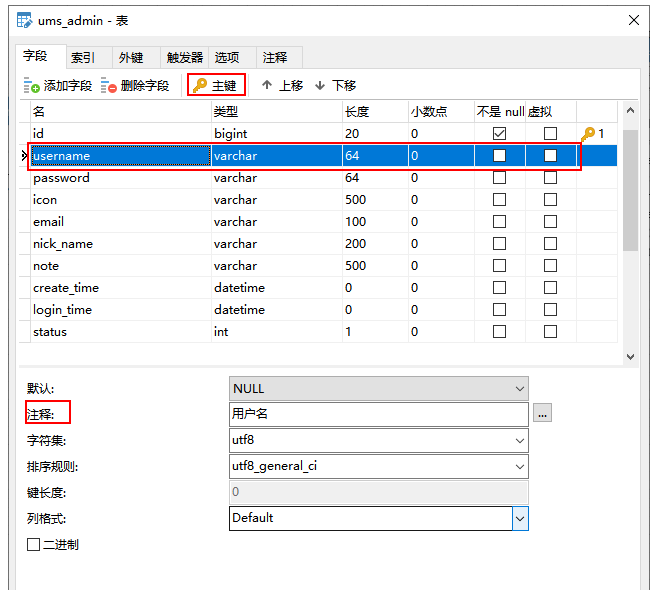 ums_admin - 表
字段 索引 外键 触发器 选项 注释
添加字段 删除字段 主键 上移 下移
名 类型 长度 小数点 不是 null 虚拟
id bigint 20 0 1
username varchar 64 0
password varchar 64 0
icon varchar 500 0
email varchar 100 0
nick_name varchar 200 0
note varchar 500 0
create_time datetime 0 0
login_time datetime 0 0
status int 1 0
默认: NULL
注释: 用户名 ...
字符集: utf8
排序规则: utf8_general_ci
键长度: 0
列格式: Default
二进制